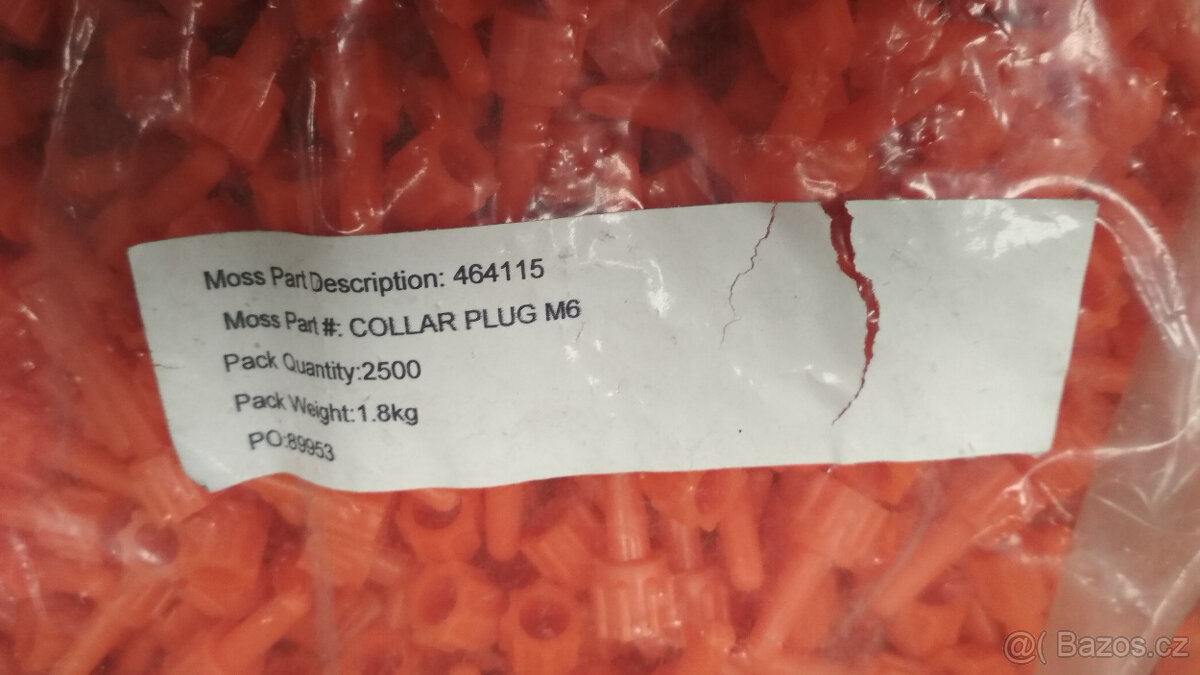 Moss Part Description: 464115
Moss Part #: COLLAR PLUG M6
Pack Quantity:2500
Pack Weight:1.8kg
PO:89953
@( Bazos.cz